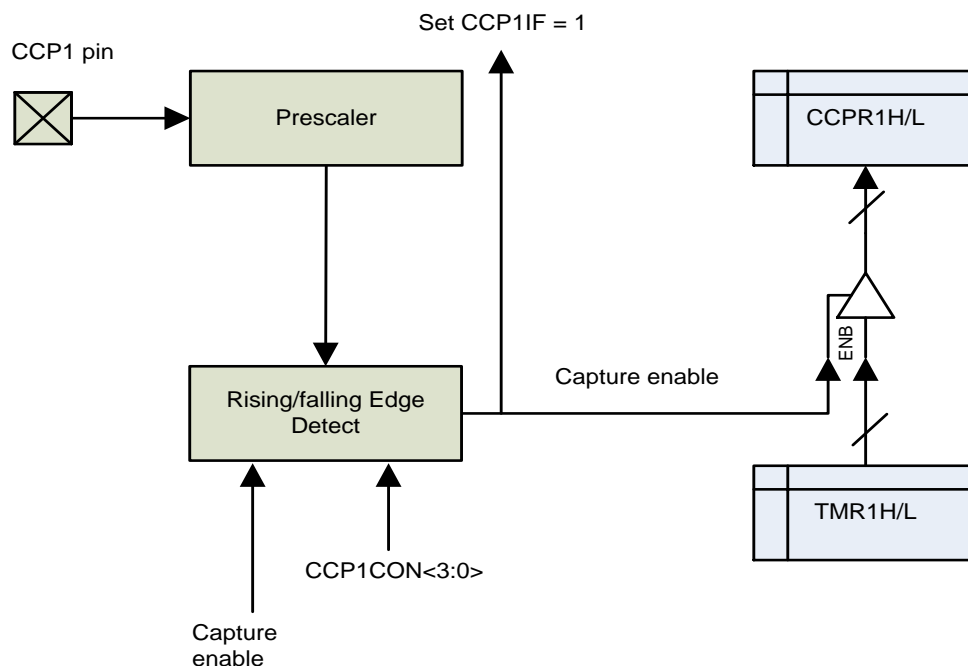 Set CCP1IF = 1
CCP1 pin
Prescaler
CCPR1H/L
ENB
Capture enable
Rising/falling Edge
Detect
TMR1H/L
CCP1CON<3:0>
Capture
enable